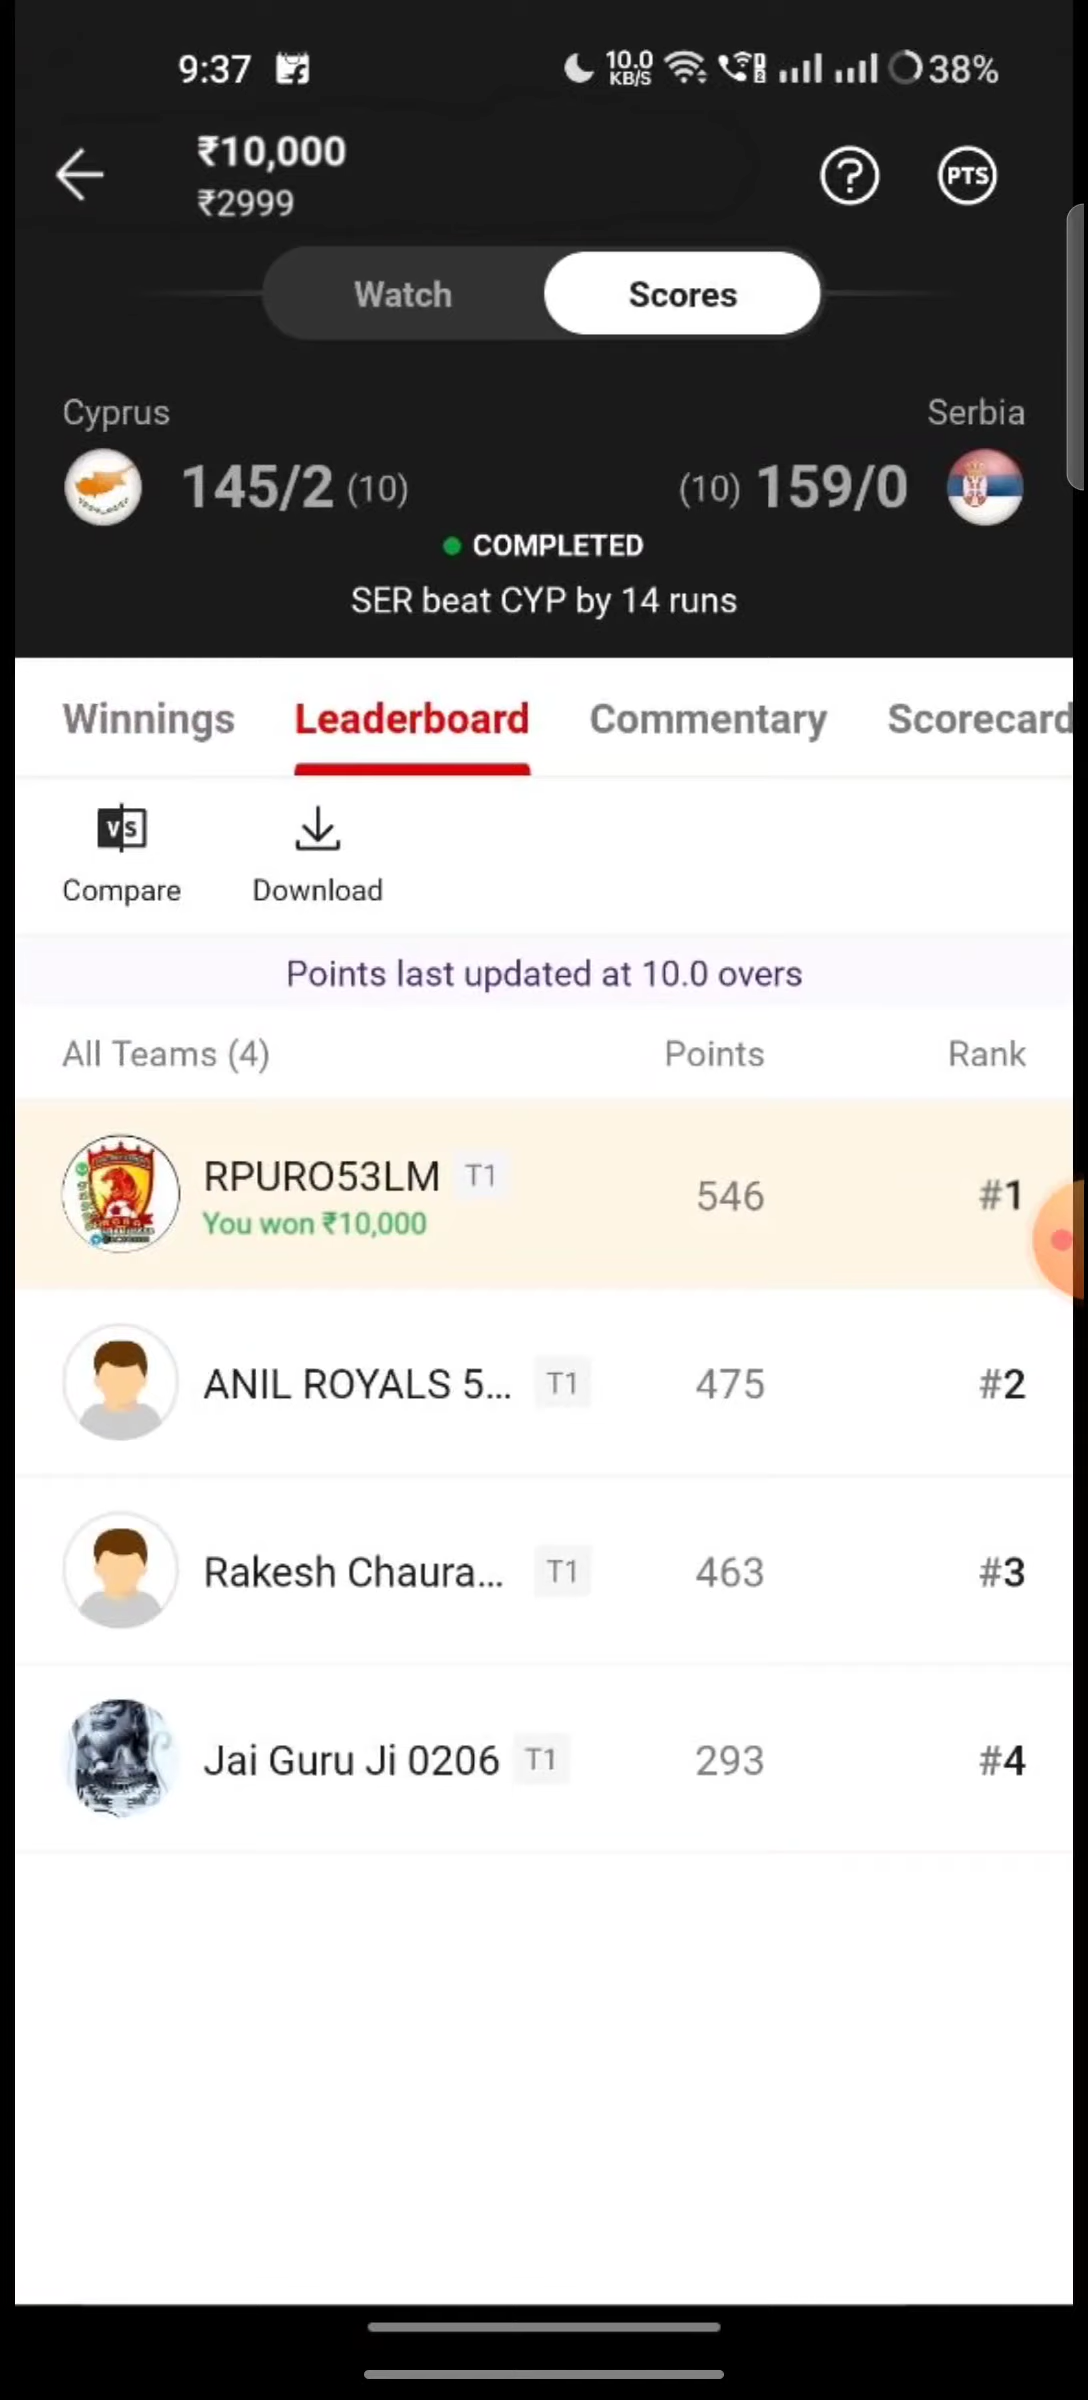 9:37 10.0 KB/S 38%
₹10,000
₹2999
PTS
Watch Scores
Cyprus Serbia
145/2 (10) (10) 159/0
COMPLETED
SER beat CYP by 14 runs
Winnings Leaderboard Commentary Scorecard
VS
Compare Download
Points last updated at 10.0 overs
All Teams (4) Points Rank
RPURO53LM T1 546 #1
You won ₹10,000
ANIL ROYALS 5... T1 475 #2
Rakesh Chaura... T1 463 #3
Jai Guru Ji 0206 T1 293 #4